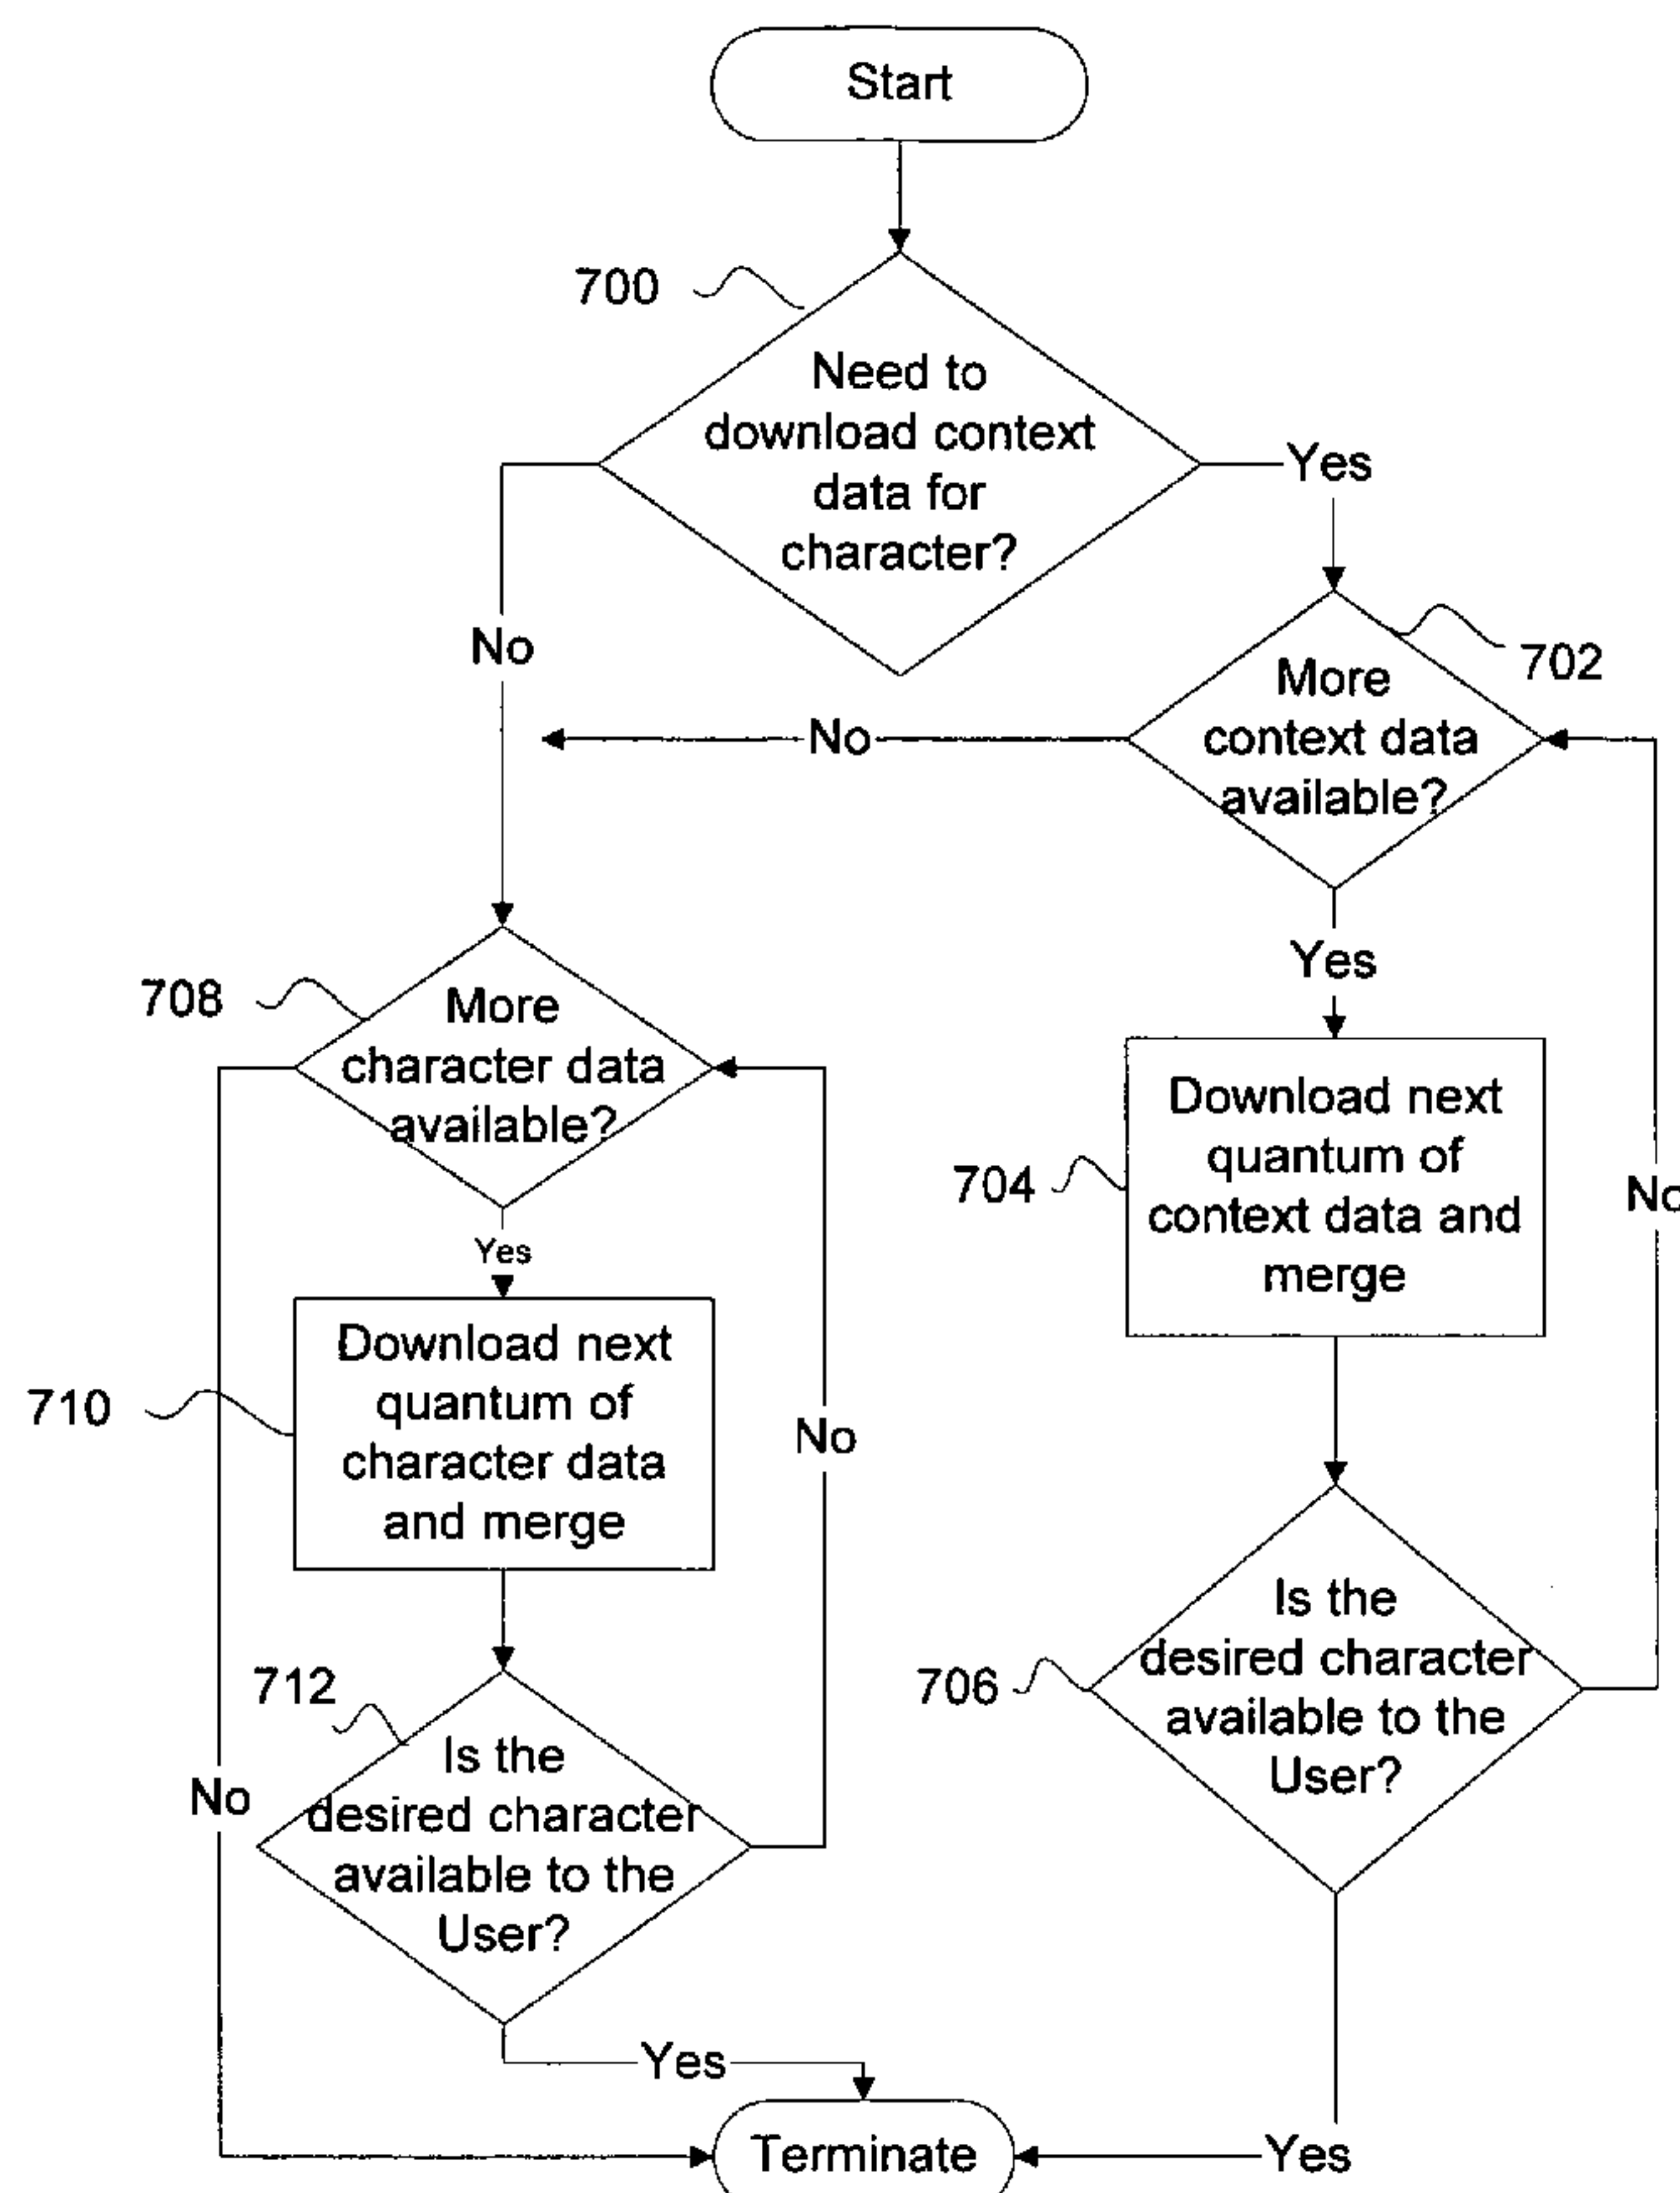 Start
700
Need to
download context
data for
character?
Yes
No
702
More
context data
available?
No
Yes
708
More
character data
available?
Yes
704
Download next
quantum of
context data and
merge
No
710
Download next
quantum of
character data
and merge
No
712
Is the
desired character
available to the
User?
706
Is the
desired character
available to the
User?
No
Yes
Terminate
Yes